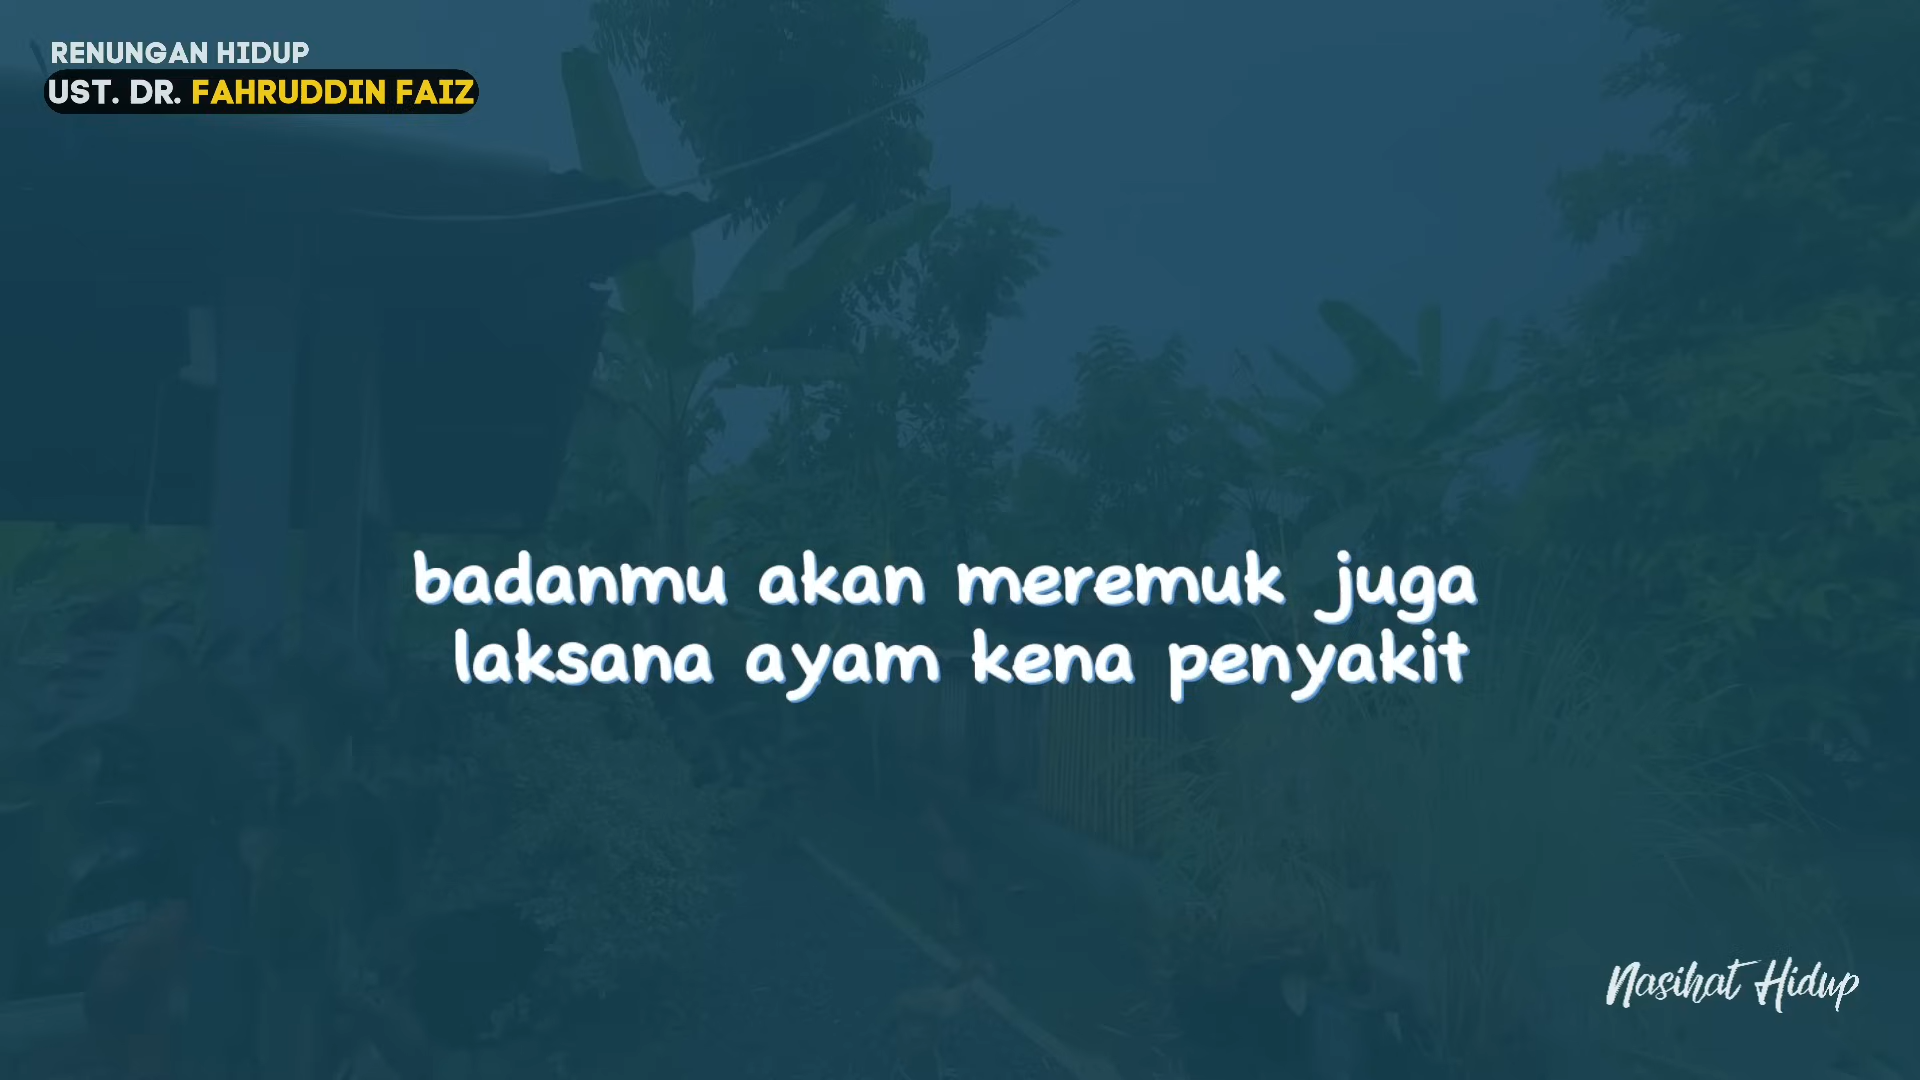 RENUNGAN HIDUP
UST. DR. FAHRUDDIN FAIZ
badanmu akan meremuk juga
laksana ayam kena penyakit
Nasihat Hidup